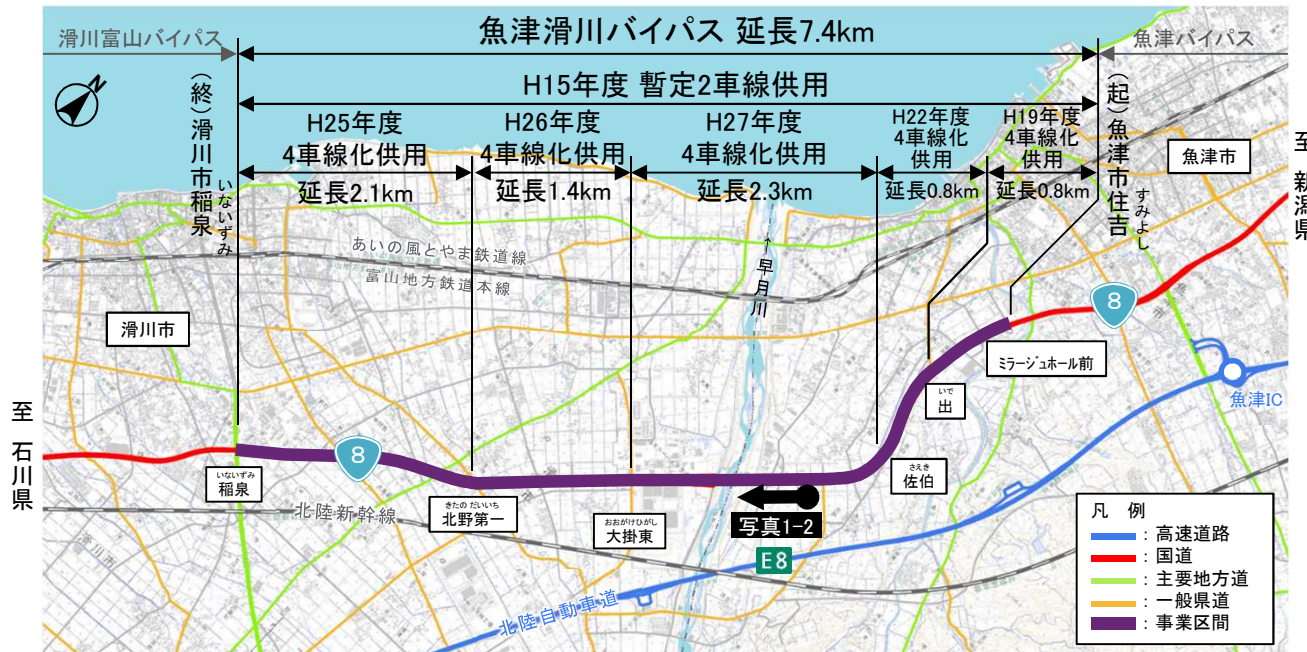 滑川富山バイパス
魚津滑川バイパス 延長7.4km
魚津バイパス
N
H15年度 暫定2車線供用
(終)滑川市稲泉
いないずみ
H25年度
4車線化供用
延長2.1km
H26年度
4車線化供用
延長1.4km
H27年度
4車線化供用
延長2.3km
H22年度
4車線化
供用
延長0.8km
H19年度
4車線化
供用
延長0.8km
(起)魚津市住吉
すみよし
魚津市
至 新潟県
あいの風とやま鉄道線
富山地方鉄道本線
←早月川
滑川市
8
ミラージュホール前
魚津IC
いで
出
至 石川県
8
いないずみ
稲泉
さえき
佐伯
きたの だいいち
北野第一
おおがけひがし
大掛東
写真1-2
北陸新幹線
E8
北陸自動車道
凡 例
:高速道路
:国道
:主要地方道
:一般県道
:事業区間